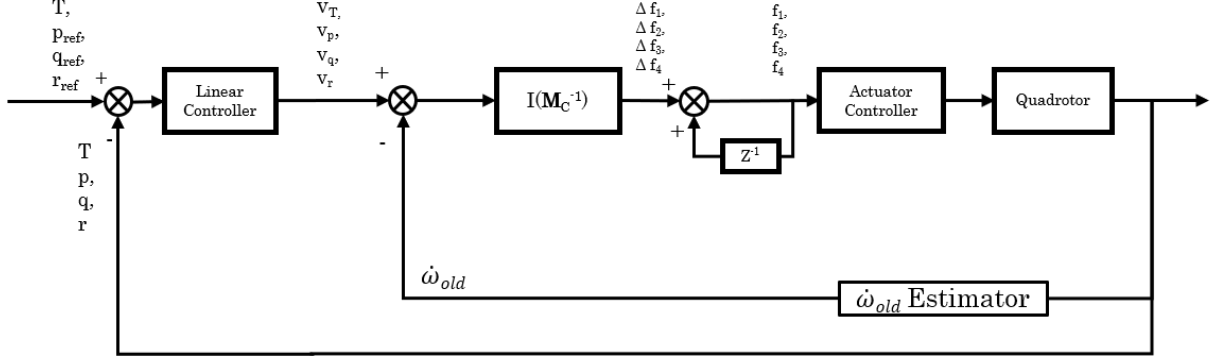 T,
p_ref,
q_ref,
r_ref
+
-
T
p,
q,
r
Linear
Controller
v_T,
v_p,
v_q,
v_r
+
-
I(M_C^-1)
Δ f_1,
Δ f_2,
Δ f_3,
Δ f_4
+
+
Z^-1
f_1,
f_2,
f_3,
f_4
Actuator
Controller
Quadrotor
ω̇_old
ω̇_old Estimator